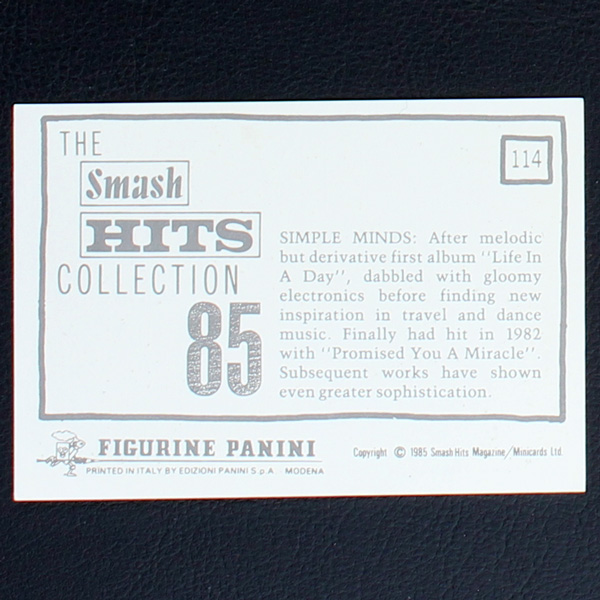 THE
Smash
HITS
COLLECTION
85
114
SIMPLE MINDS: After melodic
but derivative first album "Life In
A Day", dabbled with gloomy
electronics before finding new
inspiration in travel and dance
music. Finally had hit in 1982
with "Promised You A Miracle".
Subsequent works have shown
even greater sophistication.
FIGURINE PANINI
PRINTED IN ITALY BY EDIZIONI PANINI S.p.A. MODENA
Copyright © 1985 Smash Hits Magazine/Minicards Ltd.